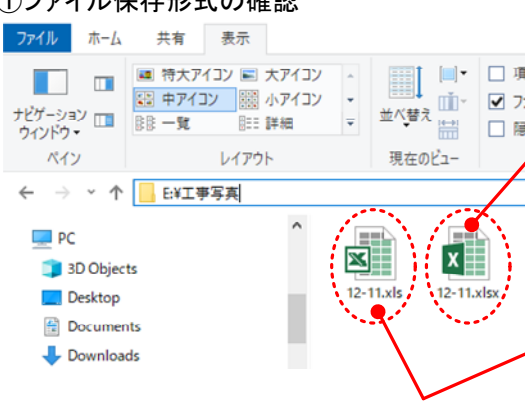 ①ファイル保存形式の確認
ファイル ホーム 共有 表示
特大アイコン 大アイコン
中アイコン 小アイコン
一覧 詳細
ナビゲーション
ウィンドウ
並べ替え
項
ファ
隠
ペイン レイアウト 現在のビュー
E:¥工事写真
PC
3D Objects
Desktop
Documents
Downloads
12-11.xls 12-11.xlsx